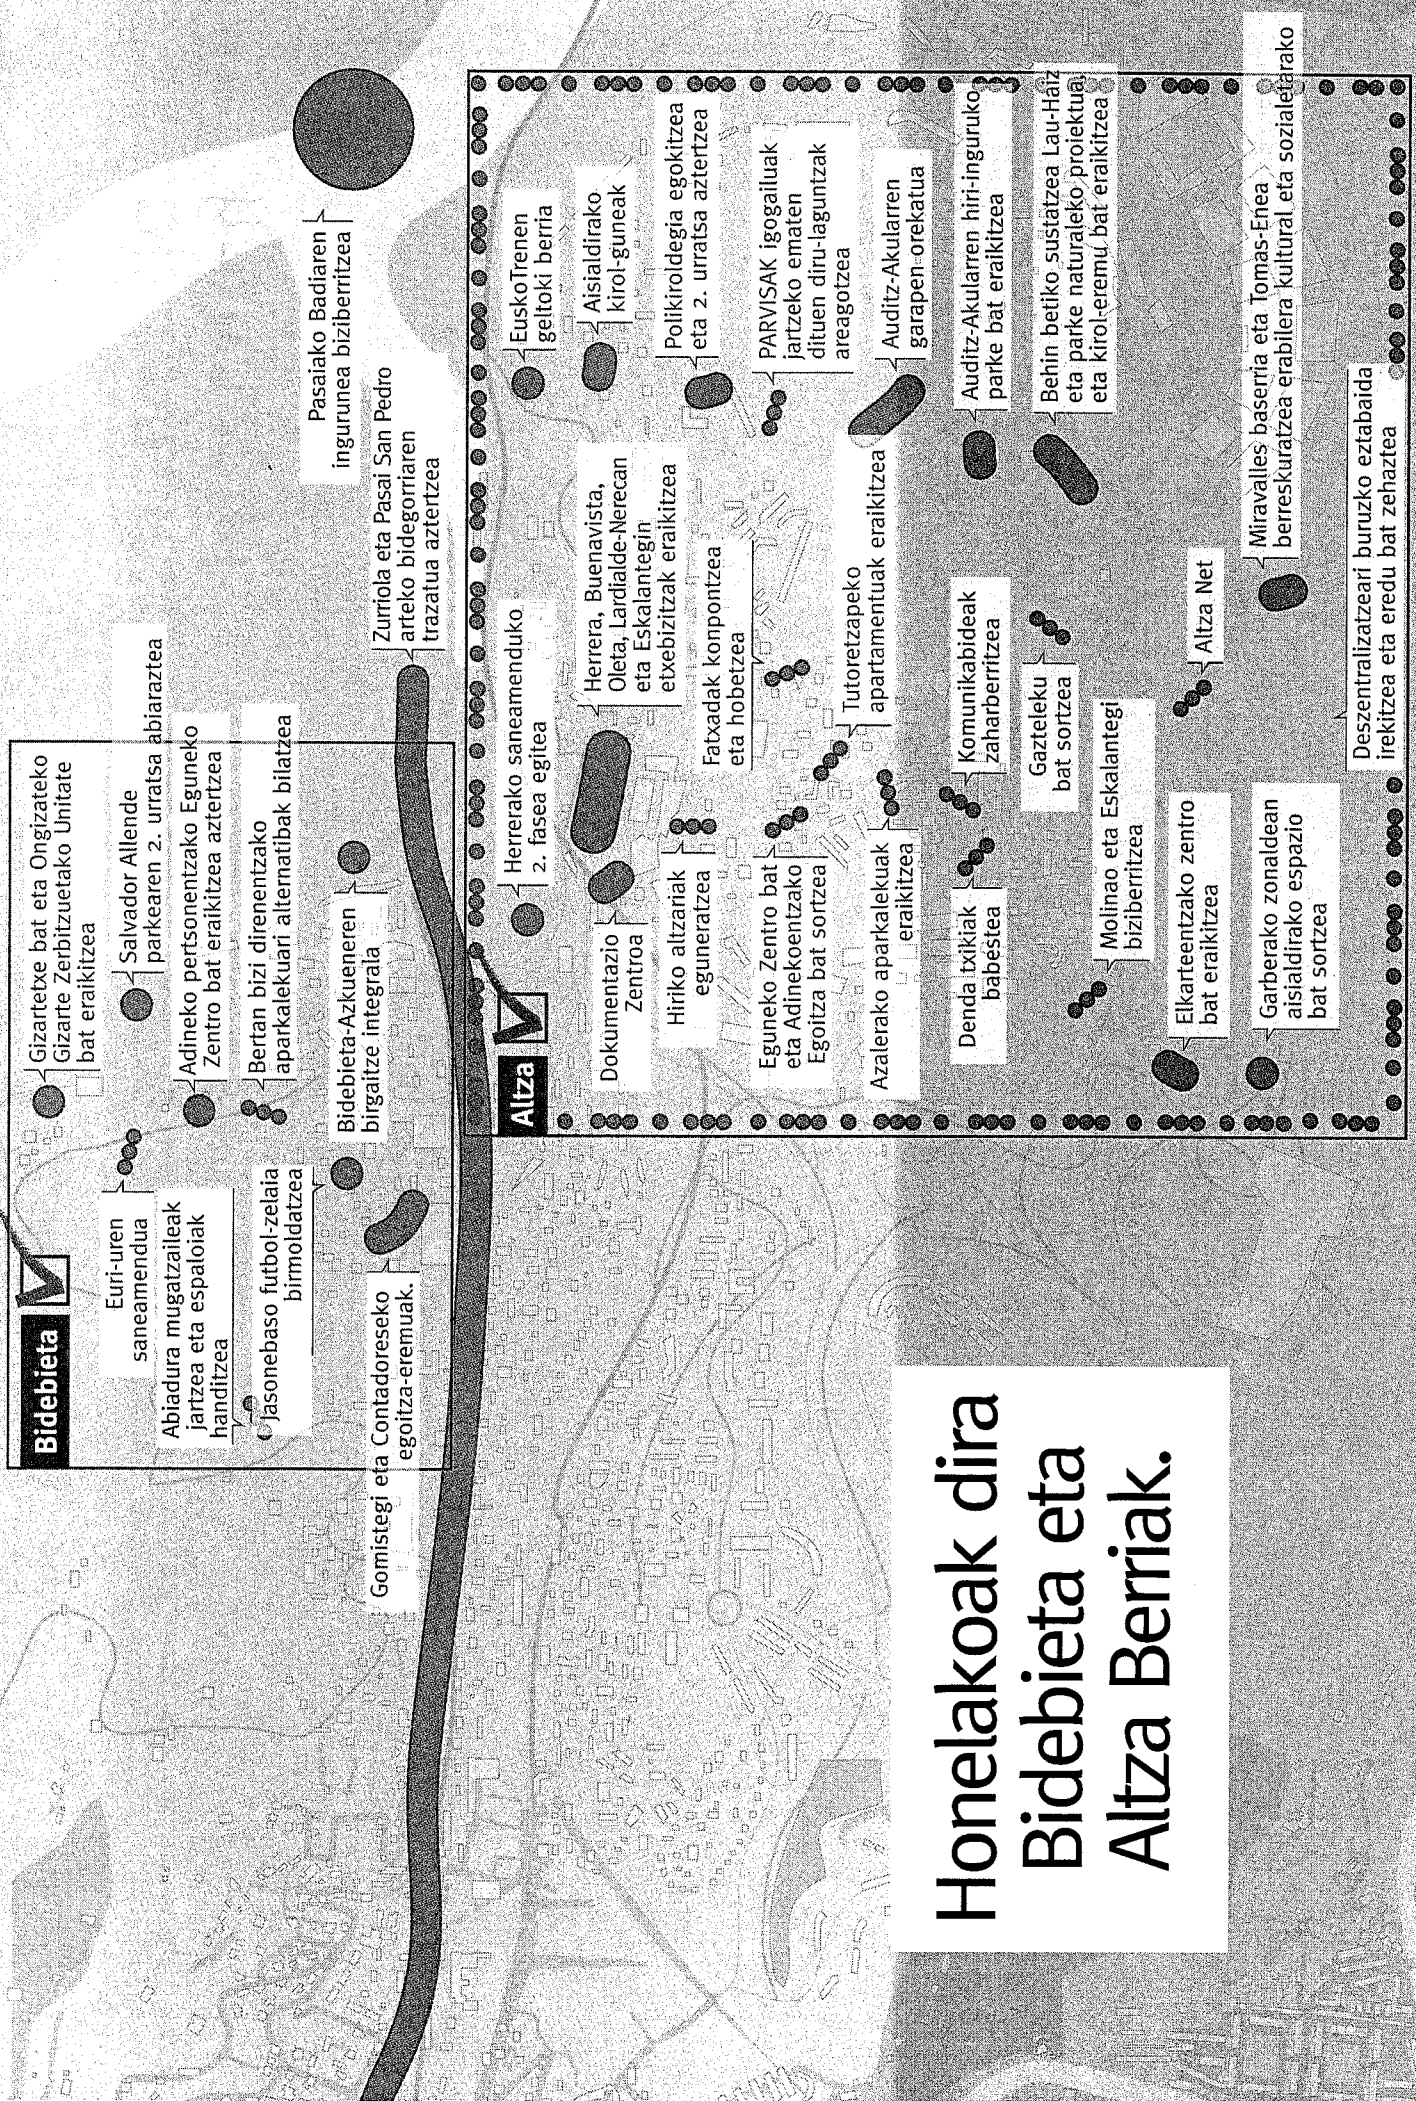 Honelakoak dira
Bidebieta eta
Altza Berriak.
Bidebieta
Gizartetxe bat eta Ongizateko
Gizarte Zerbitzuetako Unitate
bat eraikitzea
Euri-uren
saneamendua
Salvador Allende
parkearen 2. urratsa abiaraztea
Abiadura mugatzaileak
jartzea eta espaloiak
handitzea
Adineko pertsonentzako Eguneko
Zentro bat eraikitzea aztertzea
Jasonebaso futbol-zelaia
birmoldatzea
Bertan bizi direnentzako
aparkalekuari alternatibak bilatzea
Bidebieta-Azkueneren
birgaitze integrala
Gomistegi eta Contadoreseko
egoitza-eremuak.
Pasaiako Badiaren
ingurunea biziberritzea
Zurriola eta Pasai San Pedro
arteko bidegorriaren
trazatua aztertzea
Altza
Herrerako saneamenduko
2. fasea egitea
EuskoTrenen
geltoki berria
Dokumentazio
Zentroa
Herrera, Buenavista,
Oleta, Lardialde-Nerecan
eta Eskalantegin
etxebizitzak eraikitzea
Aisialdirako
kirol-guneak
Hiriko altzariak
eguneratzea
Fatxadak konpontzea
eta hobetzea
Polikiroldegia egokitzea
eta 2. urratsa aztertzea
Eguneko Zentro bat
eta Adinekoentzako
Egoitza bat sortzea
PARVISAK igogailuak
jartzeko ematen
dituen diru-laguntzak
areagotzea
Azalerako aparkalekuak
eraikitzea
Tutoretzapeko
apartamentuak eraikitzea
Auditz-Akularren
garapen orekatua
Denda txikiak
babestea
Komunikabideak
zaharberritzea
Auditz-Akularren hiri-inguruko
parke bat eraikitzea
Gazteleku
bat sortzea
Behin betiko sustatzea Lau-Haiz
eta parke naturaleko proiektua,
eta kirol-eremu bat eraikitzea
Molinao eta Eskalantegi
biziberritzea
Elkarteentzako zentro
bat eraikitzea
Altza Net
Garberako zonaldean
aisialdirako espazio
bat sortzea
Miravalles baserria eta Tomas-Enea
berreskuratzea erabilera kultural eta sozialetarako
Deszentralizatzeari buruzko eztabaida
irekitzea eta eredu bat zehaztea